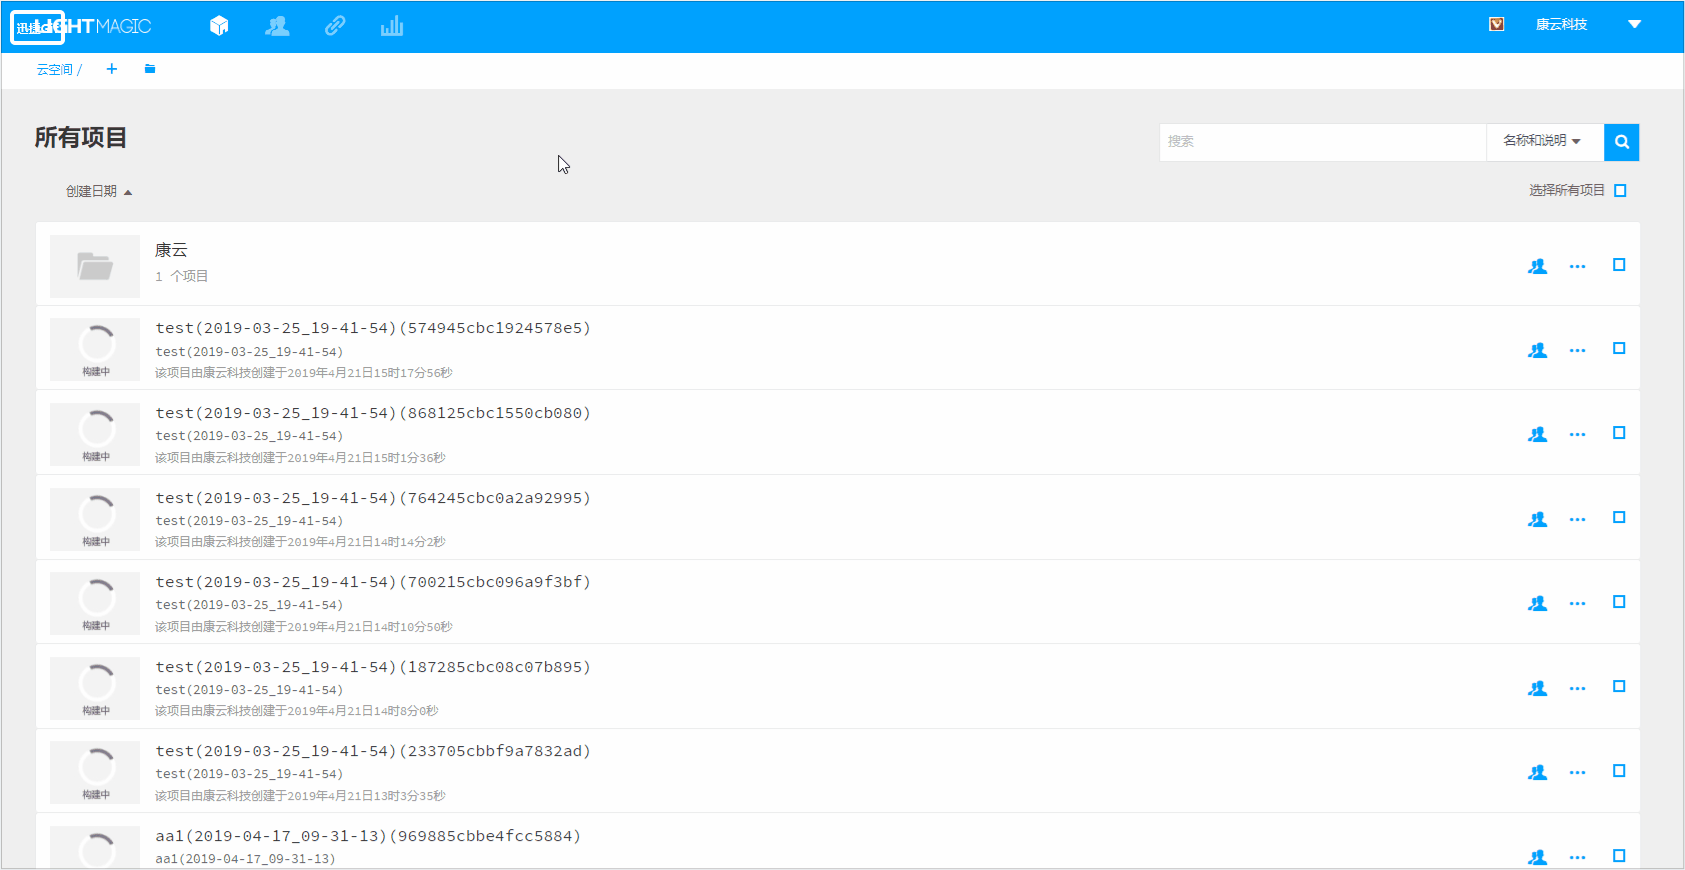 迅捷GIF LIGHTMAGIC
康云科技
云空间 /
所有项目
搜索
名称和说明
创建日期
选择所有项目
康云
1 个项目
test(2019-03-25_19-41-54)(574945cbc1924578e5)
test(2019-03-25_19-41-54)
构建中
该项目由康云科技创建于2019年4月21日15时17分56秒
test(2019-03-25_19-41-54)(868125cbc1550cb080)
test(2019-03-25_19-41-54)
构建中
该项目由康云科技创建于2019年4月21日15时1分36秒
test(2019-03-25_19-41-54)(764245cbc0a2a92995)
test(2019-03-25_19-41-54)
构建中
该项目由康云科技创建于2019年4月21日14时14分2秒
test(2019-03-25_19-41-54)(700215cbc096a9f3bf)
test(2019-03-25_19-41-54)
构建中
该项目由康云科技创建于2019年4月21日14时10分50秒
test(2019-03-25_19-41-54)(187285cbc08c07b895)
test(2019-03-25_19-41-54)
构建中
该项目由康云科技创建于2019年4月21日14时8分0秒
test(2019-03-25_19-41-54)(233705cbbf9a7832ad)
test(2019-03-25_19-41-54)
构建中
该项目由康云科技创建于2019年4月21日13时3分35秒
aa1(2019-04-17_09-31-13)(969885cbbe4fcc5884)
aa1(2019-04-17_09-31-13)